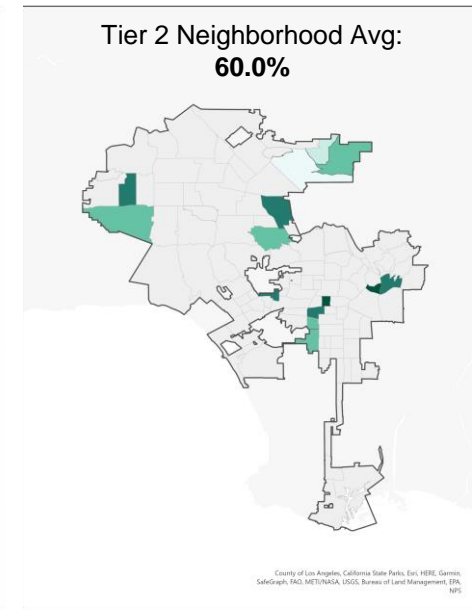 Tier 2 Neighborhood Avg:
60.0%
County of Los Angeles, California State Parks, Esri, HERE, Garmin,
SafeGraph, FAO, METI/NASA, USGS, Bureau of Land Management, EPA,
NPS